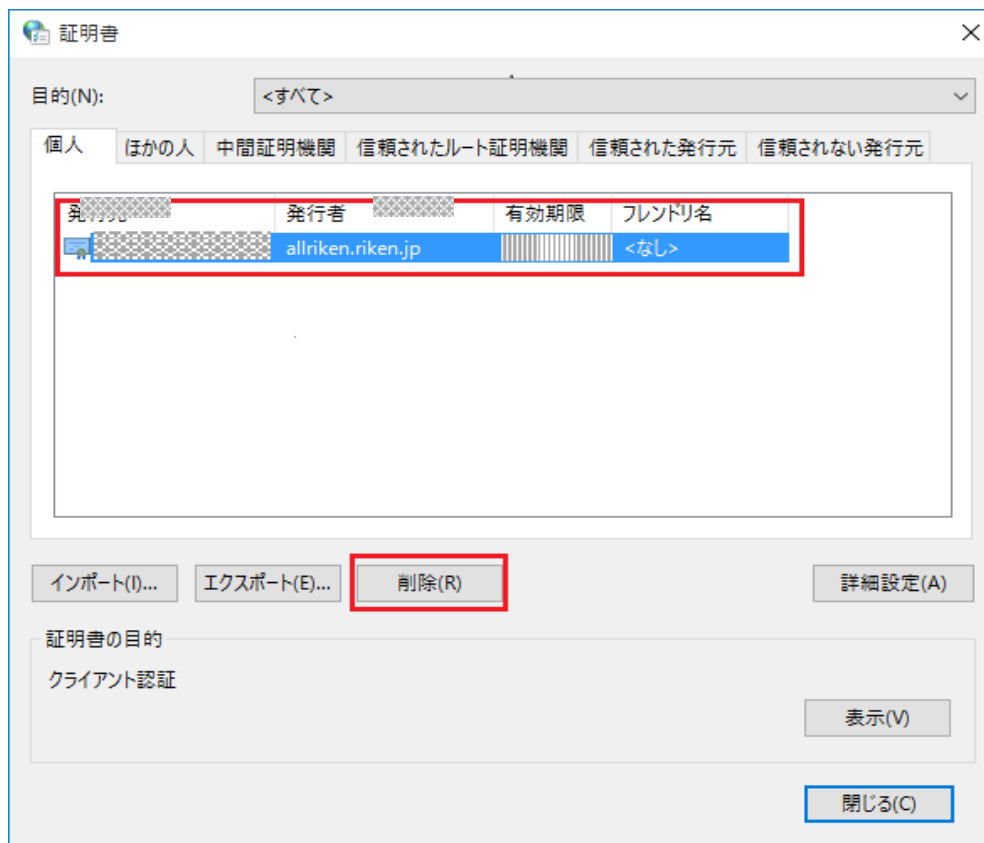 証明書
目的(N):
<すべて>
個人 ほかの人 中間証明機関 信頼されたルート証明機関 信頼された発行元 信頼されない発行元
発行者 有効期限 フレンドリ名
allriken.riken.jp <なし>
インポート(I)... エクスポート(E)... 削除(R) 詳細設定(A)
証明書の目的
クライアント認証
表示(V)
閉じる(C)